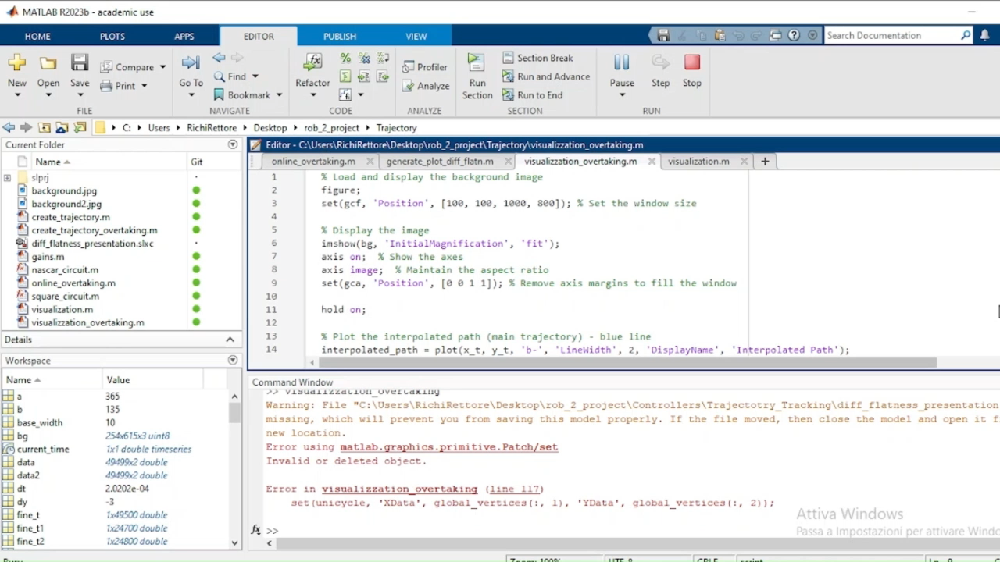 MATLAB R2023b - academic use
HOME PLOTS APPS EDITOR PUBLISH VIEW Search Documentation
New Open Save Compare Print Go To Find Bookmark Refactor Profiler Analyze Run Section Section Break Run and Advance Run to End Pause Step Stop
FILE NAVIGATE CODE ANALYZE SECTION RUN
C: Users RichiRettore Desktop rob_2_project Trajectory
Current Folder
Name Git
slprj
background.jpg
background2.jpg
create_trajectory.m
create_trajectory_overtaking.m
diff_flatness_presentation.slxc
gains.m
nascar_circuit.m
online_overtaking.m
square_circuit.m
visualization.m
visualizzation_overtaking.m
Details
Workspace
Name Value
a 365
b 135
base_width 10
bg 254x615x3 uint8
current_time 1x1 double timeseries
data 49499x2 double
data2 49499x2 double
dt 2.0202e-04
dy -3
fine_t 1x49500 double
fine_t1 1x24700 double
fine_t2 1x24800 double
Editor - C:\Users\RichiRettore\Desktop\rob_2_project\Trajectory\visualizzation_overtaking.m
online_overtaking.m generate_plot_diff_flatn.m visualizzation_overtaking.m visualization.m +
1 % Load and display the background image
2 figure;
3 set(gcf, 'Position', [100, 100, 1000, 800]); % Set the window size
4
5 % Display the image
6 imshow(bg, 'InitialMagnification', 'fit');
7 axis on; % Show the axes
8 axis image; % Maintain the aspect ratio
9 set(gca, 'Position', [0 0 1 1]); % Remove axis margins to fill the window
10
11 hold on;
12
13 % Plot the interpolated path (main trajectory) - blue line
14 interpolated_path = plot(x_t, y_t, 'b-', 'LineWidth', 2, 'DisplayName', 'Interpolated Path');
Command Window
>> visualizzation_overtaking
Warning: File "C:\Users\RichiRettore\Desktop\rob_2_project\Controllers\Trajectotry_Tracking\diff_flatness_presentation
missing, which will prevent you from saving this model properly. If the file moved, then close the model and open it f
new location.
Error using matlab.graphics.primitive.Patch/set
Invalid or deleted object.
Error in visualizzation_overtaking (line 117)
set(unicycle, 'XData', global_vertices(:, 1), 'YData', global_vertices(:, 2));
fx >>
Attiva Windows
Passa a Impostazioni per attivare Windo
Zoom: 100% UTF-8 CRLF script